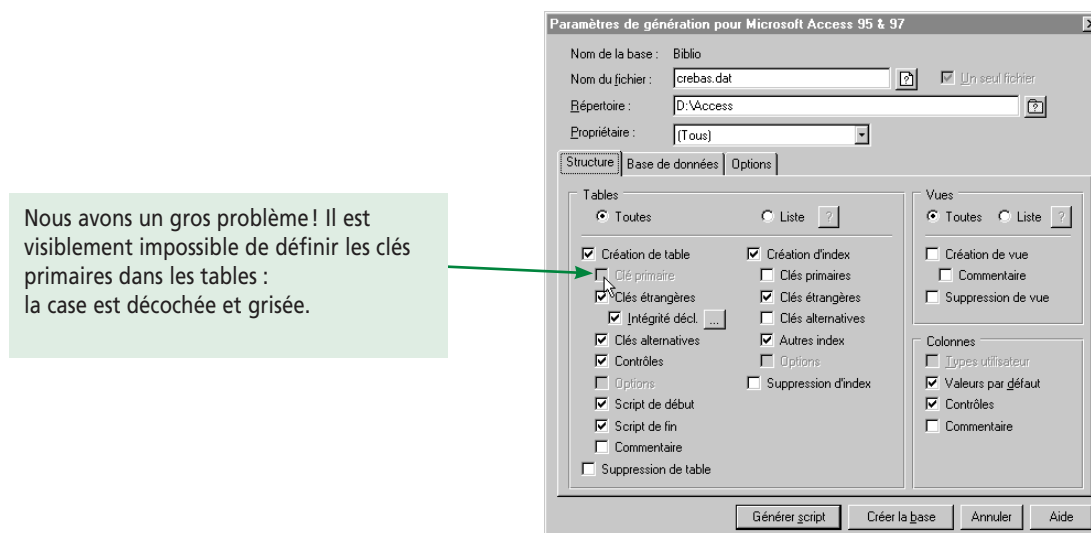 Nous avons un gros problème ! Il est
visiblement impossible de définir les clés
primaires dans les tables :
la case est décochée et grisée.
Paramètres de génération pour Microsoft Access 95 & 97
Nom de la base : Biblio
Nom du fichier : crebas.dat Un seul fichier
Répertoire : D:\Access
Propriétaire : (Tous)
Structure Base de données Options
Tables
Toutes Liste ?
Création de table
Clé primaire
Clés étrangères
Intégrité décl. ...
Clés alternatives
Contrôles
Options
Script de début
Script de fin
Commentaire
Suppression de table
Création d'index
Clés primaires
Clés étrangères
Clés alternatives
Autres index
Options
Suppression d'index
Vues
Toutes Liste ?
Création de vue
Commentaire
Suppression de vue
Colonnes
Types utilisateur
Valeurs par défaut
Contrôles
Commentaire
Générer script Créer la base Annuler Aide